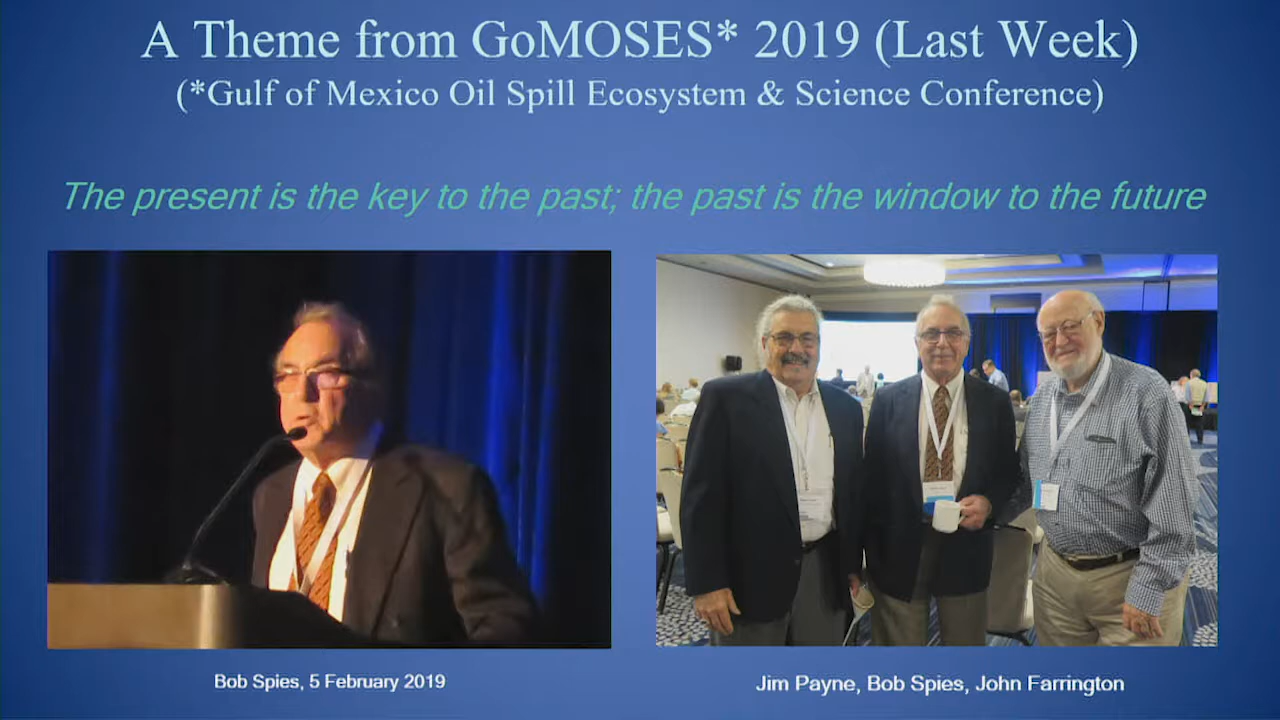 A Theme from GoMOSES* 2019 (Last Week)
(*Gulf of Mexico Oil Spill Ecosystem & Science Conference)
The present is the key to the past; the past is the window to the future
Bob Spies, 5 February 2019
Jim Payne, Bob Spies, John Farrington